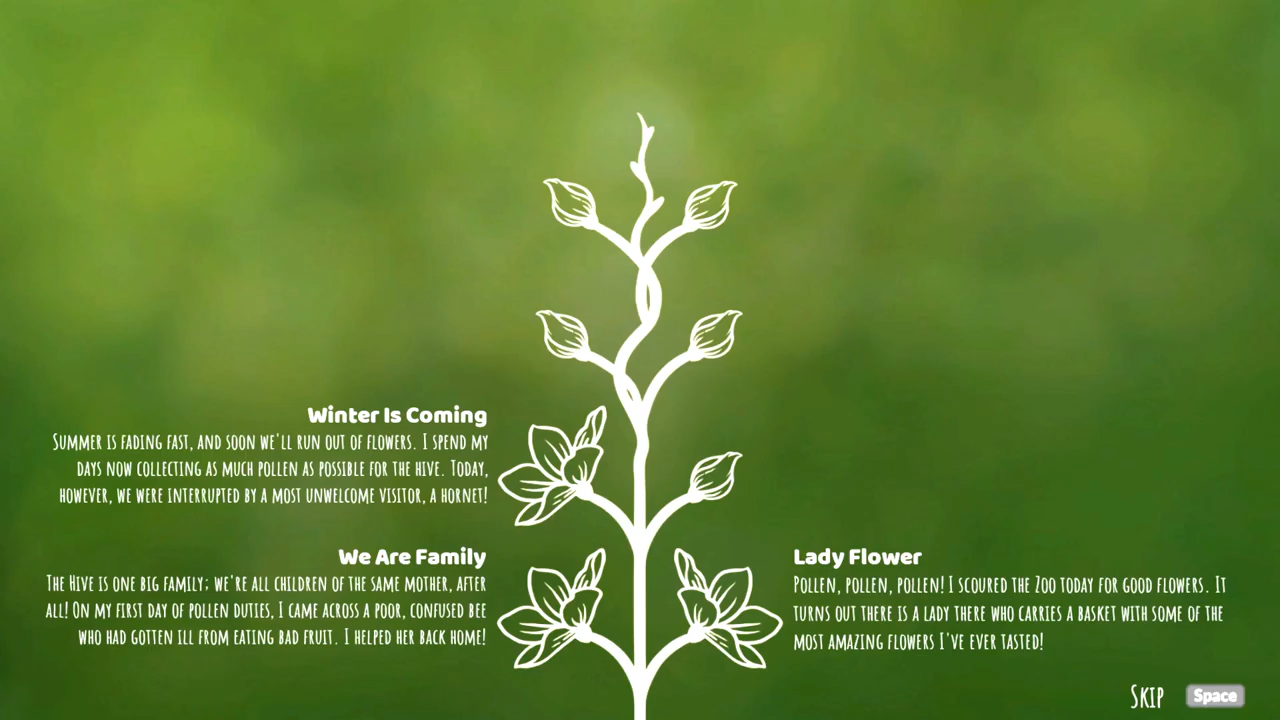 Winter Is Coming
Summer is fading fast, and soon we'll run out of flowers. I spend my
days now collecting as much pollen as possible for the hive. Today,
however, we were interrupted by a most unwelcome visitor, a hornet!
We Are Family
The Hive is one big family; we're all children of the same mother, after
all! On my first day of pollen duties, I came across a poor, confused bee
who had gotten ill from eating bad fruit. I helped her back home!
Lady Flower
Pollen, pollen, pollen! I scoured the Zoo today for good flowers. It
turns out there is a lady there who carries a basket with some of the
most amazing flowers I've ever tasted!
Skip Space